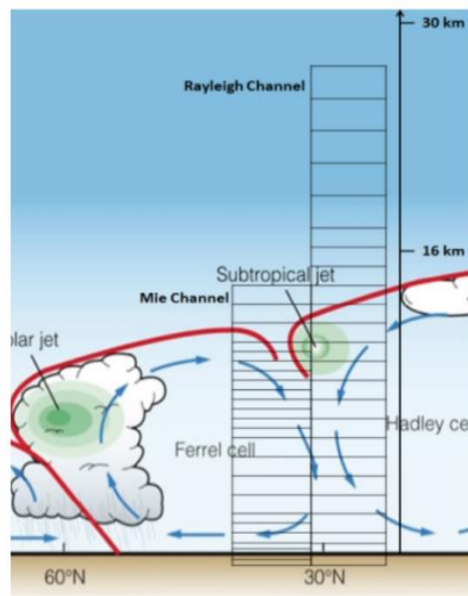 30 km
Rayleigh Channel
16 km
Subtropical jet
Mie Channel
olar jet
Ferrel cell
Hadley ce
60°N
30°N